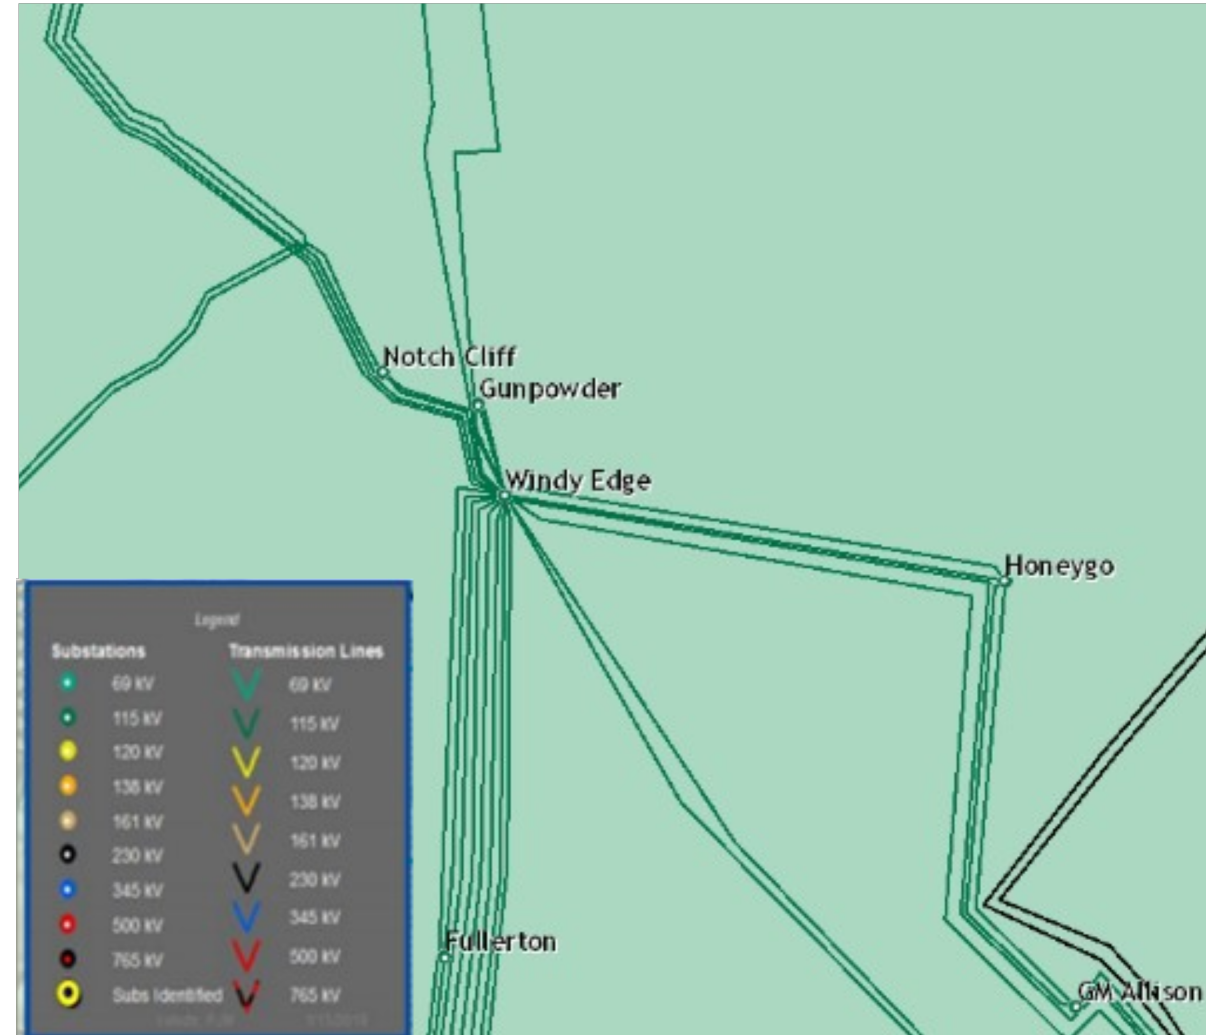 Notch Cliff
Gunpowder
Windy Edge
Honeygo
Fullerton
GM Allison
Legend
Substations Transmission Lines
69 kV 69 kV
115 kV 115 kV
120 kV 120 kV
138 kV 138 kV
161 kV 161 kV
230 kV 230 kV
345 kV 345 kV
500 kV 500 kV
765 kV 765 kV
Subs Identified